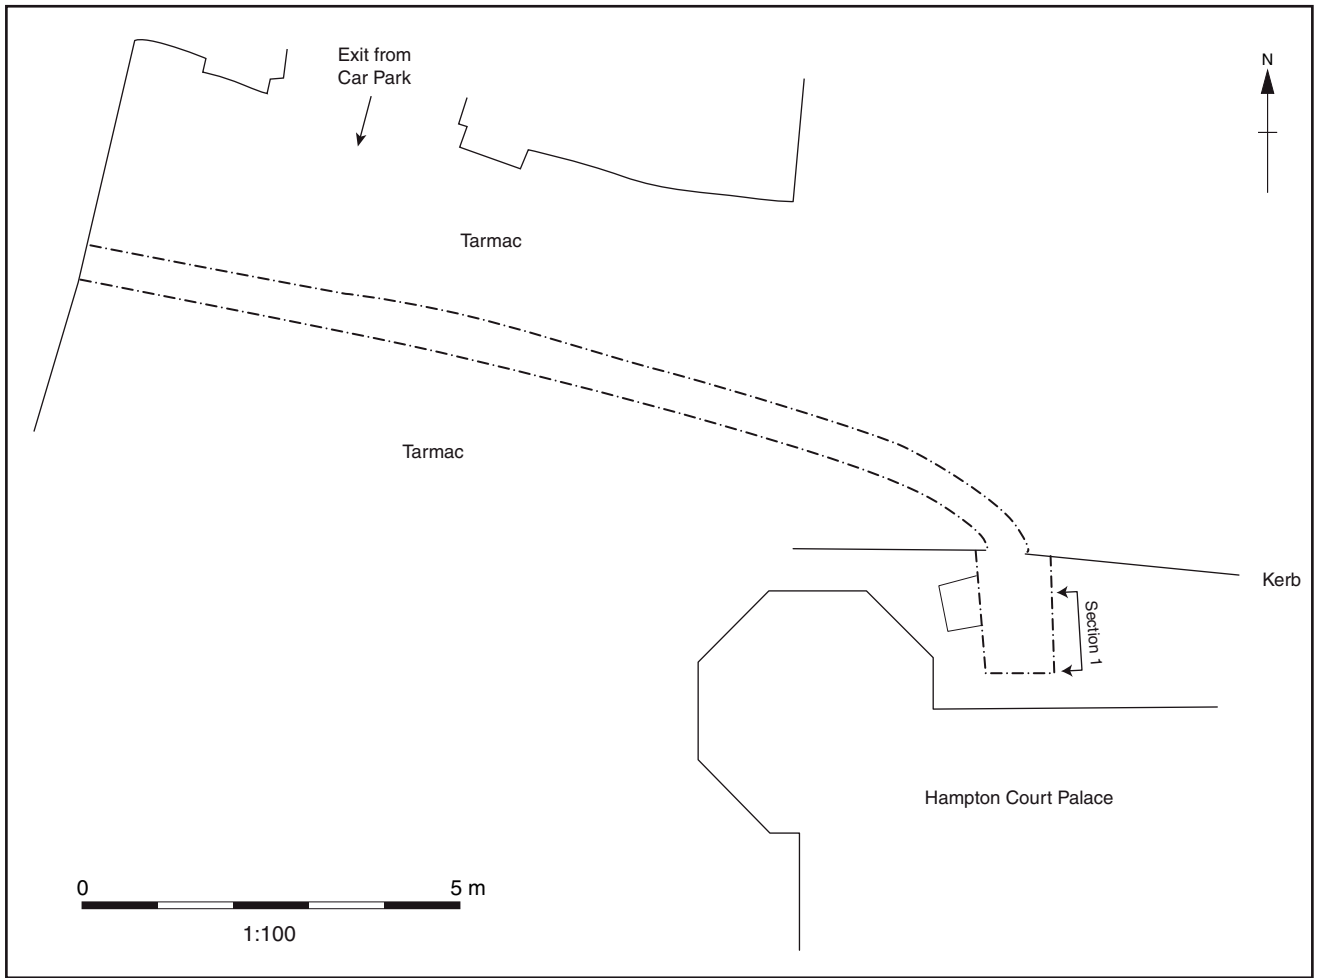 Exit from
Car Park
N
Tarmac
Tarmac
Kerb
Section 1
Hampton Court Palace
0 5 m
1:100